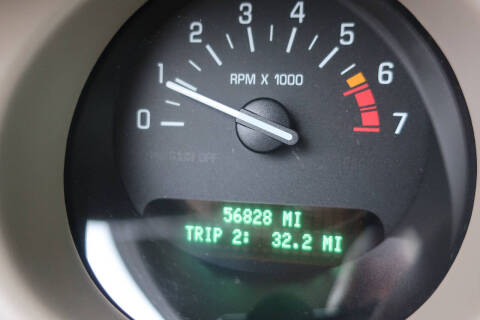 0 1 2 3 4 5 6 7
RPM X 1000
56828 MI
TRIP 2: 32.2 MI